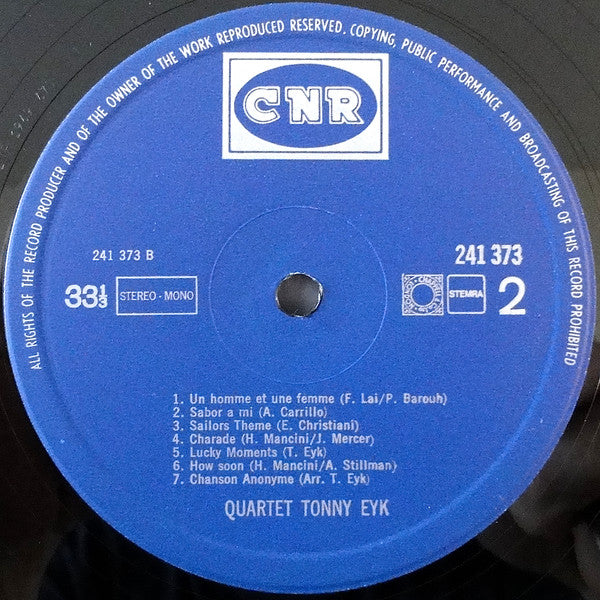 ALL RIGHTS OF THE RECORD PRODUCER AND OF THE OWNER OF THE WORK REPRODUCED RESERVED. COPYING, PUBLIC PERFORMANCE AND BROADCASTING OF THIS RECORD PROHIBITED
CNR
241 373 B
241 373
33⅓
STEREO - MONO
STEMRA
2
1. Un homme et une femme (F. Lai/P. Barouh)
2. Sabor a mi (A. Carrillo)
3. Sailors Theme (E. Christiani)
4. Charade (H. Mancini/J. Mercer)
5. Lucky Moments (T. Eyk)
6. How soon (H. Mancini/A. Stillman)
7. Chanson Anonyme (Arr. T. Eyk)
QUARTET TONNY EYK